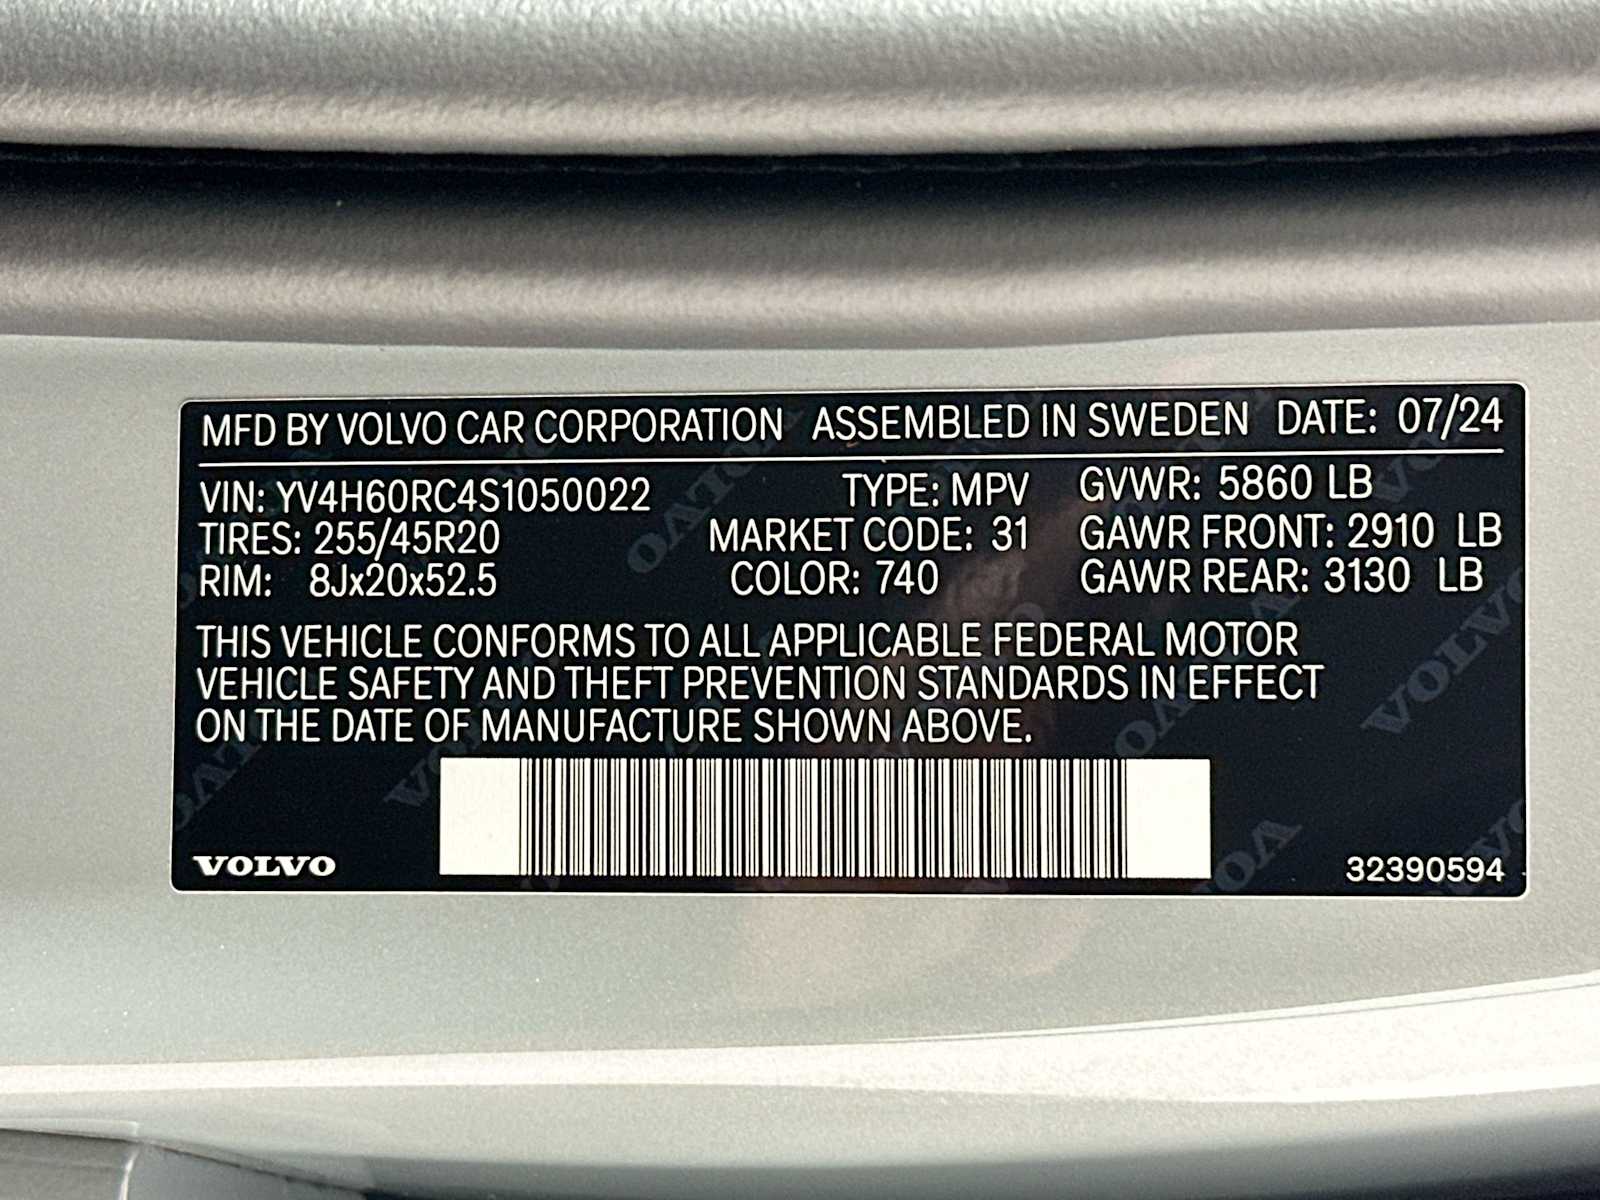 MFD BY VOLVO CAR CORPORATION ASSEMBLED IN SWEDEN DATE: 07/24
VIN: YV4H60RC4S1050022 TYPE: MPV GVWR: 5860 LB
TIRES: 255/45R20 MARKET CODE: 31 GAWR FRONT: 2910 LB
RIM: 8Jx20x52.5 COLOR: 740 GAWR REAR: 3130 LB
THIS VEHICLE CONFORMS TO ALL APPLICABLE FEDERAL MOTOR
VEHICLE SAFETY AND THEFT PREVENTION STANDARDS IN EFFECT
ON THE DATE OF MANUFACTURE SHOWN ABOVE.
VOLVO 32390594